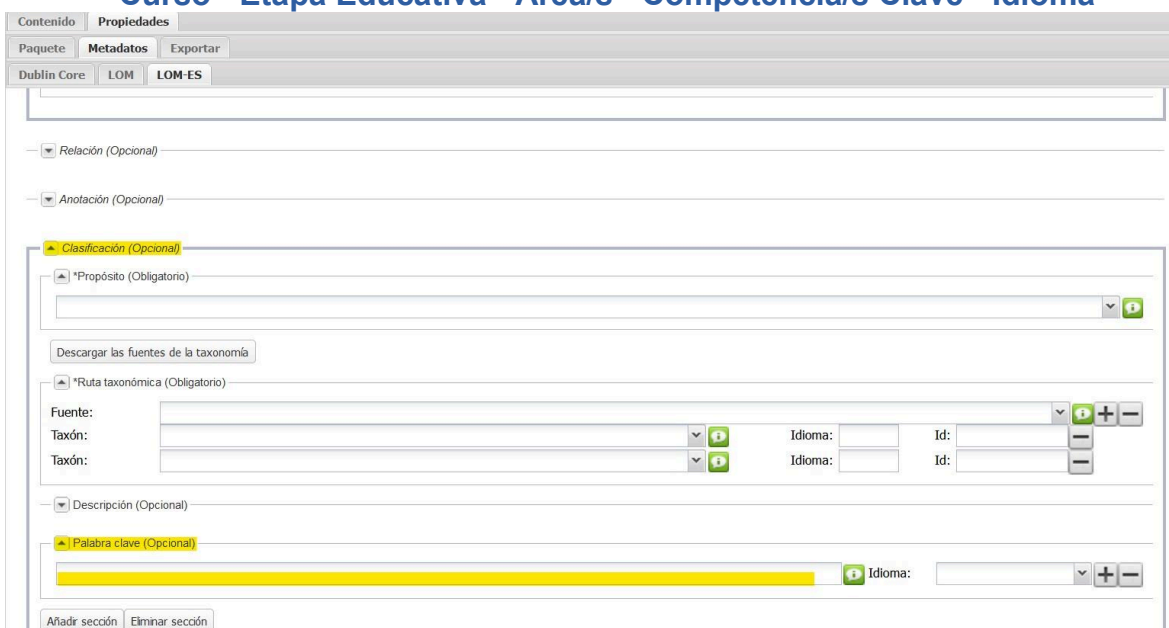 Curso - Etapa Educativa - Área/s - Competencia/s Clave - Idioma
Contenido Propiedades
Paquete Metadatos Exportar
Dublin Core LOM LOM-ES
Relación (Opcional)
Anotación (Opcional)
Clasificación (Opcional)
*Propósito (Obligatorio)
Descargar las fuentes de la taxonomía
*Ruta taxonómica (Obligatorio)
Fuente:
Taxón: Idioma: Id:
Taxón: Idioma: Id:
Descripción (Opcional)
Palabra clave (Opcional)
Idioma:
Añadir sección Eliminar sección